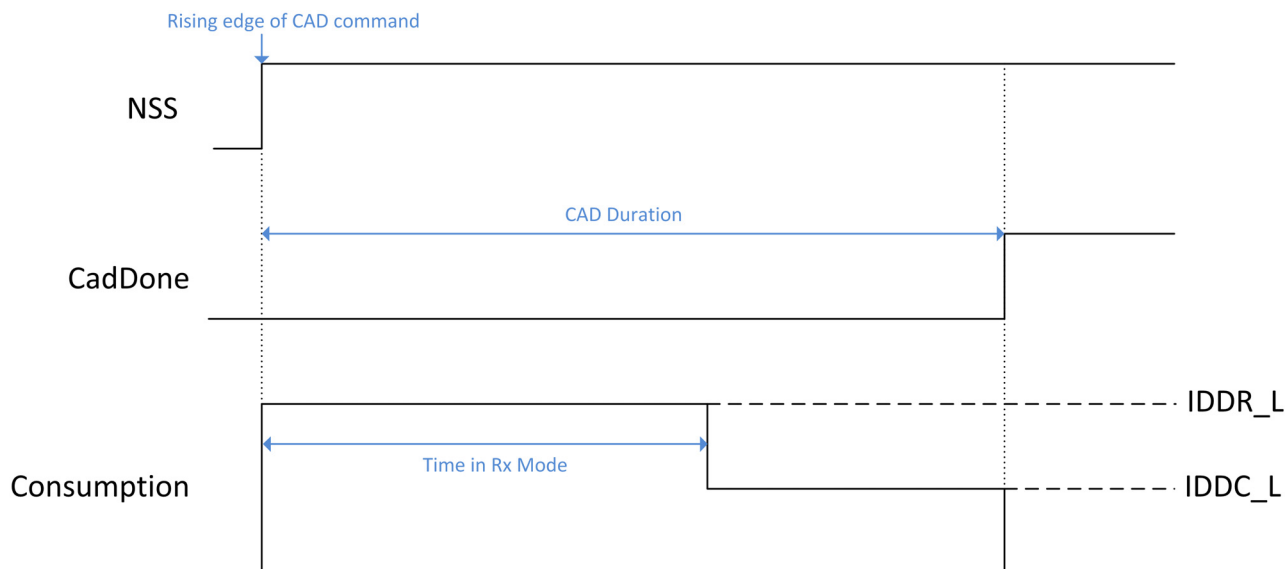 Rising edge of CAD command
NSS
CAD Duration
CadDone
IDDR_L
Time in Rx Mode
Consumption
IDDC_L